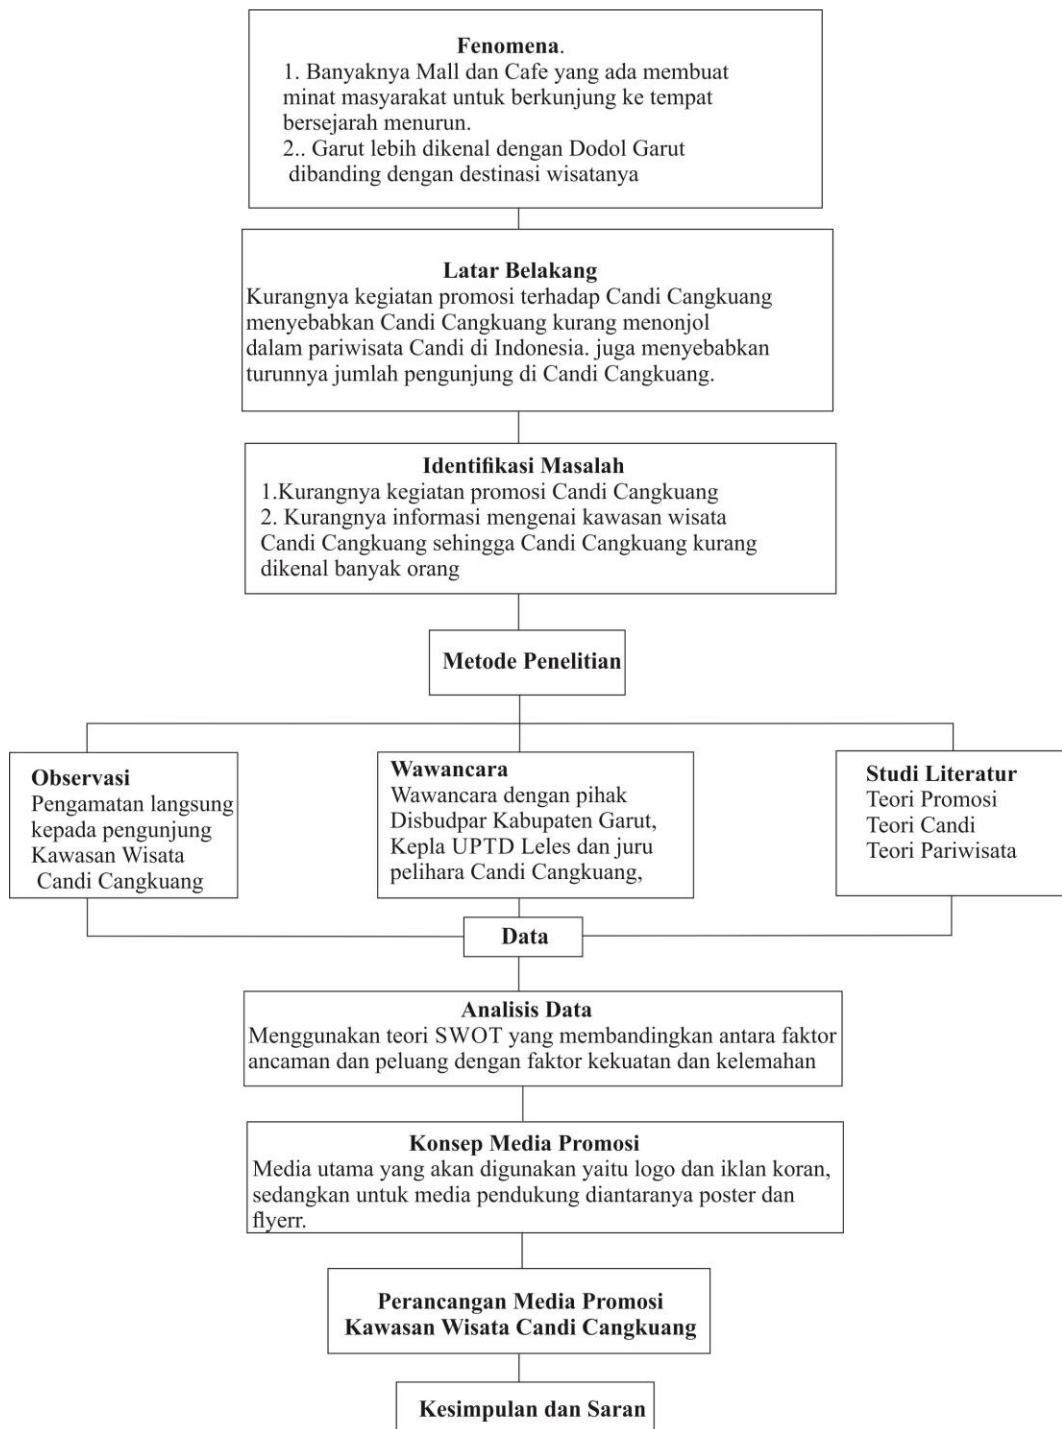 Fenomena.
1. Banyaknya Mall dan Cafe yang ada membuat
minat masyarakat untuk berkunjung ke tempat
bersejarah menurun.
2.. Garut lebih dikenal dengan Dodol Garut
dibanding dengan destinasi wisatanya
Latar Belakang
Kurangnya kegiatan promosi terhadap Candi Cangkuang
menyebabkan Candi Cangkuang kurang menonjol
dalam pariwisata Candi di Indonesia. juga menyebabkan
turunnya jumlah pengunjung di Candi Cangkuang.
Identifikasi Masalah
1.Kurangnya kegiatan promosi Candi Cangkuang
2. Kurangnya informasi mengenai kawasan wisata
Candi Cangkuang sehingga Candi Cangkuang kurang
dikenal banyak orang
Metode Penelitian
Observasi
Pengamatan langsung
kepada pengunjung
Kawasan Wisata
Candi Cangkuang
Wawancara
Wawancara dengan pihak
Disbudpar Kabupaten Garut,
Kepla UPTD Leles dan juru
pelihara Candi Cangkuang,
Studi Literatur
Teori Promosi
Teori Candi
Teori Pariwisata
Data
Analisis Data
Menggunakan teori SWOT yang membandingkan antara faktor
ancaman dan peluang dengan faktor kekuatan dan kelemahan
Konsep Media Promosi
Media utama yang akan digunakan yaitu logo dan iklan koran,
sedangkan untuk media pendukung diantaranya poster dan
flyerr.
Perancangan Media Promosi
Kawasan Wisata Candi Cangkuang
Kesimpulan dan Saran